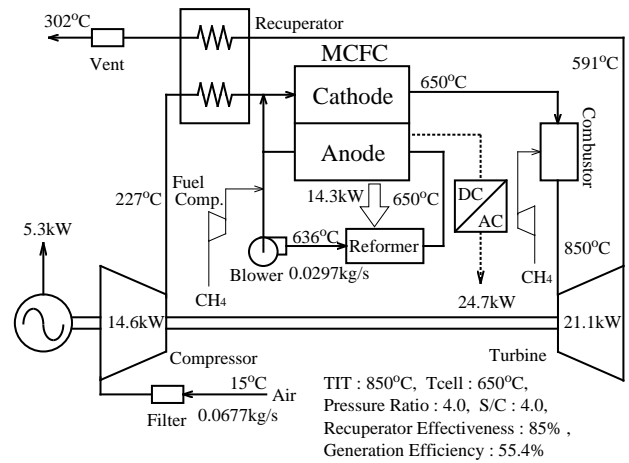 302°C
Recuperator
Vent
MCFC
591°C
Cathode
650°C
Combustor
Anode
227°C
Fuel
Comp.
14.3kW
650°C
DC
AC
5.3kW
636°C
Reformer
850°C
Blower
0.0297kg/s
CH4
24.7kW
CH4
14.6kW
21.1kW
Compressor
Turbine
15°C
Air
Filter
0.0677kg/s
TIT : 850°C, Tcell : 650°C,
Pressure Ratio : 4.0, S/C : 4.0,
Recuperator Effectiveness : 85% ,
Generation Efficiency : 55.4%